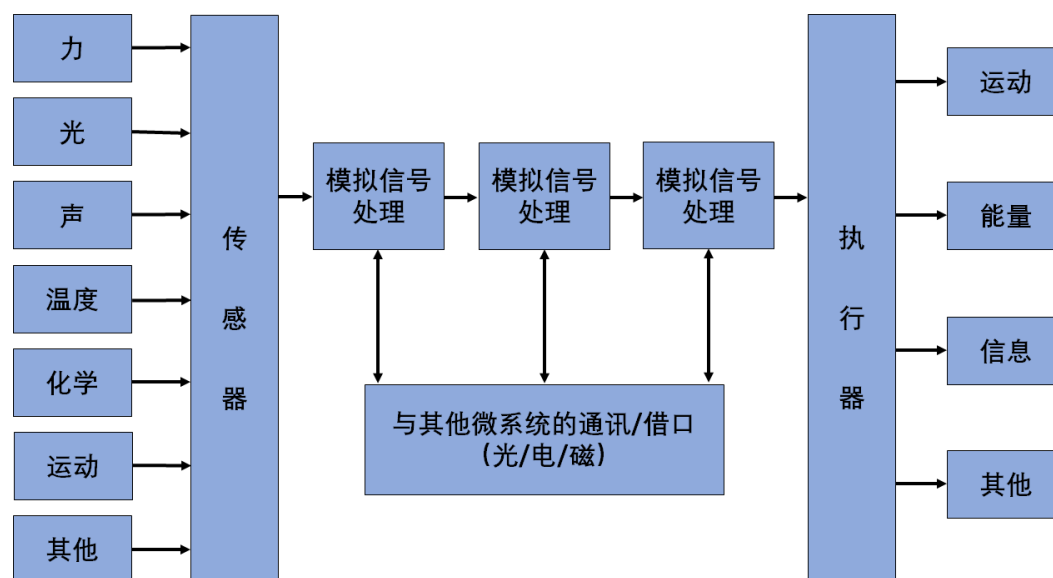 力
光
声
温度
化学
运动
其他
传
感
器
模拟信号
处理
模拟信号
处理
模拟信号
处理
与其他微系统的通讯/借口
(光/电/磁)
执
行
器
运动
能量
信息
其他